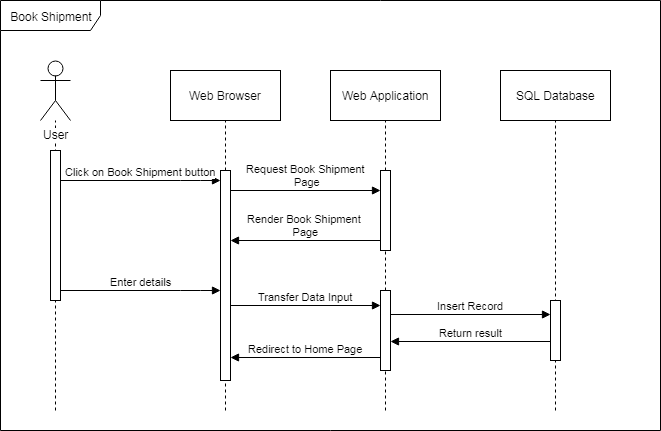 Book Shipment
User
Web Browser
Web Application
SQL Database
Click on Book Shipment button
Request Book Shipment
Page
Render Book Shipment
Page
Enter details
Transfer Data Input
Insert Record
Return result
Redirect to Home Page